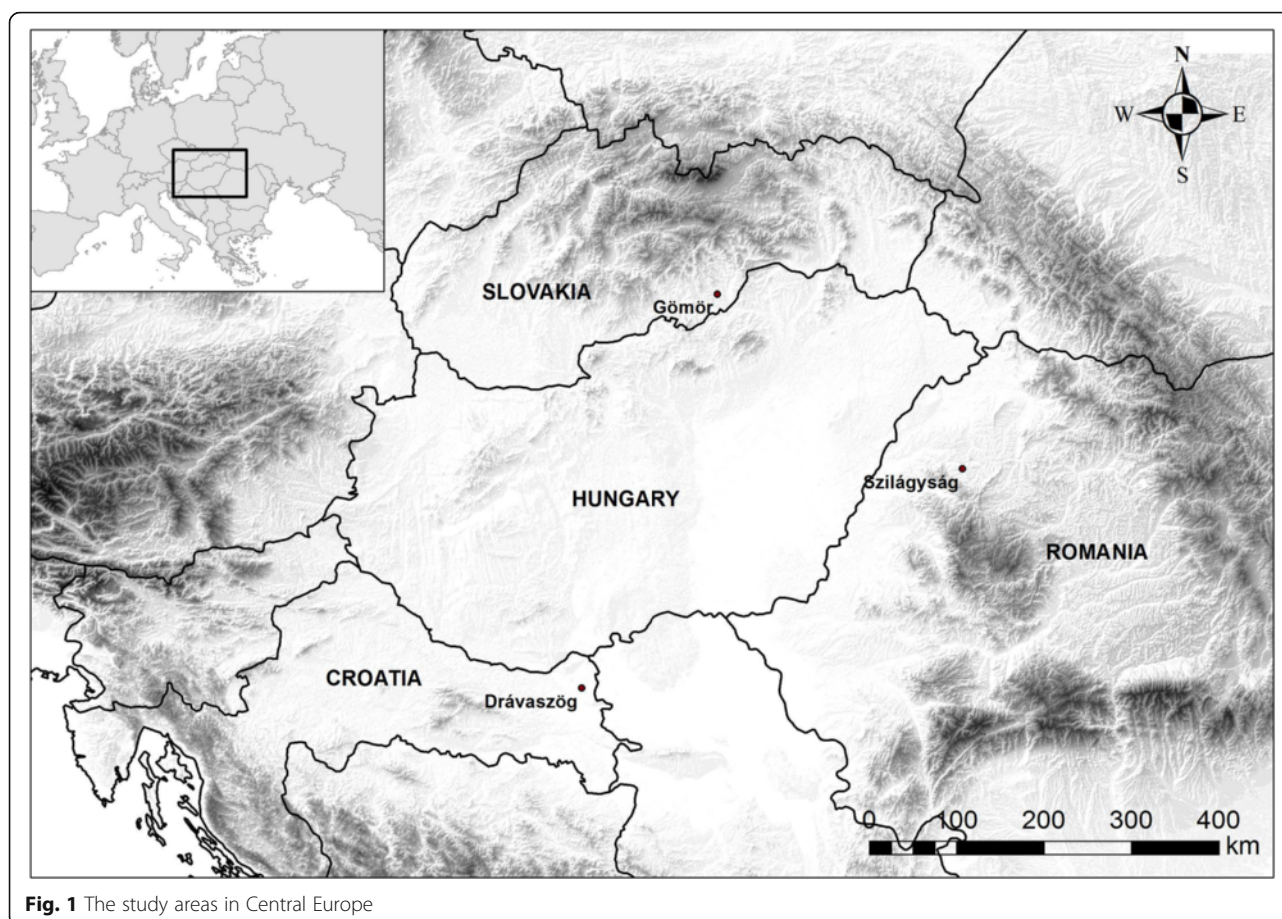 N
W E
S
SLOVAKIA
Gömör
HUNGARY
Szilágyság
ROMANIA
CROATIA
Drávaszög
0 100 200 300 400
km
Fig. 1 The study areas in Central Europe